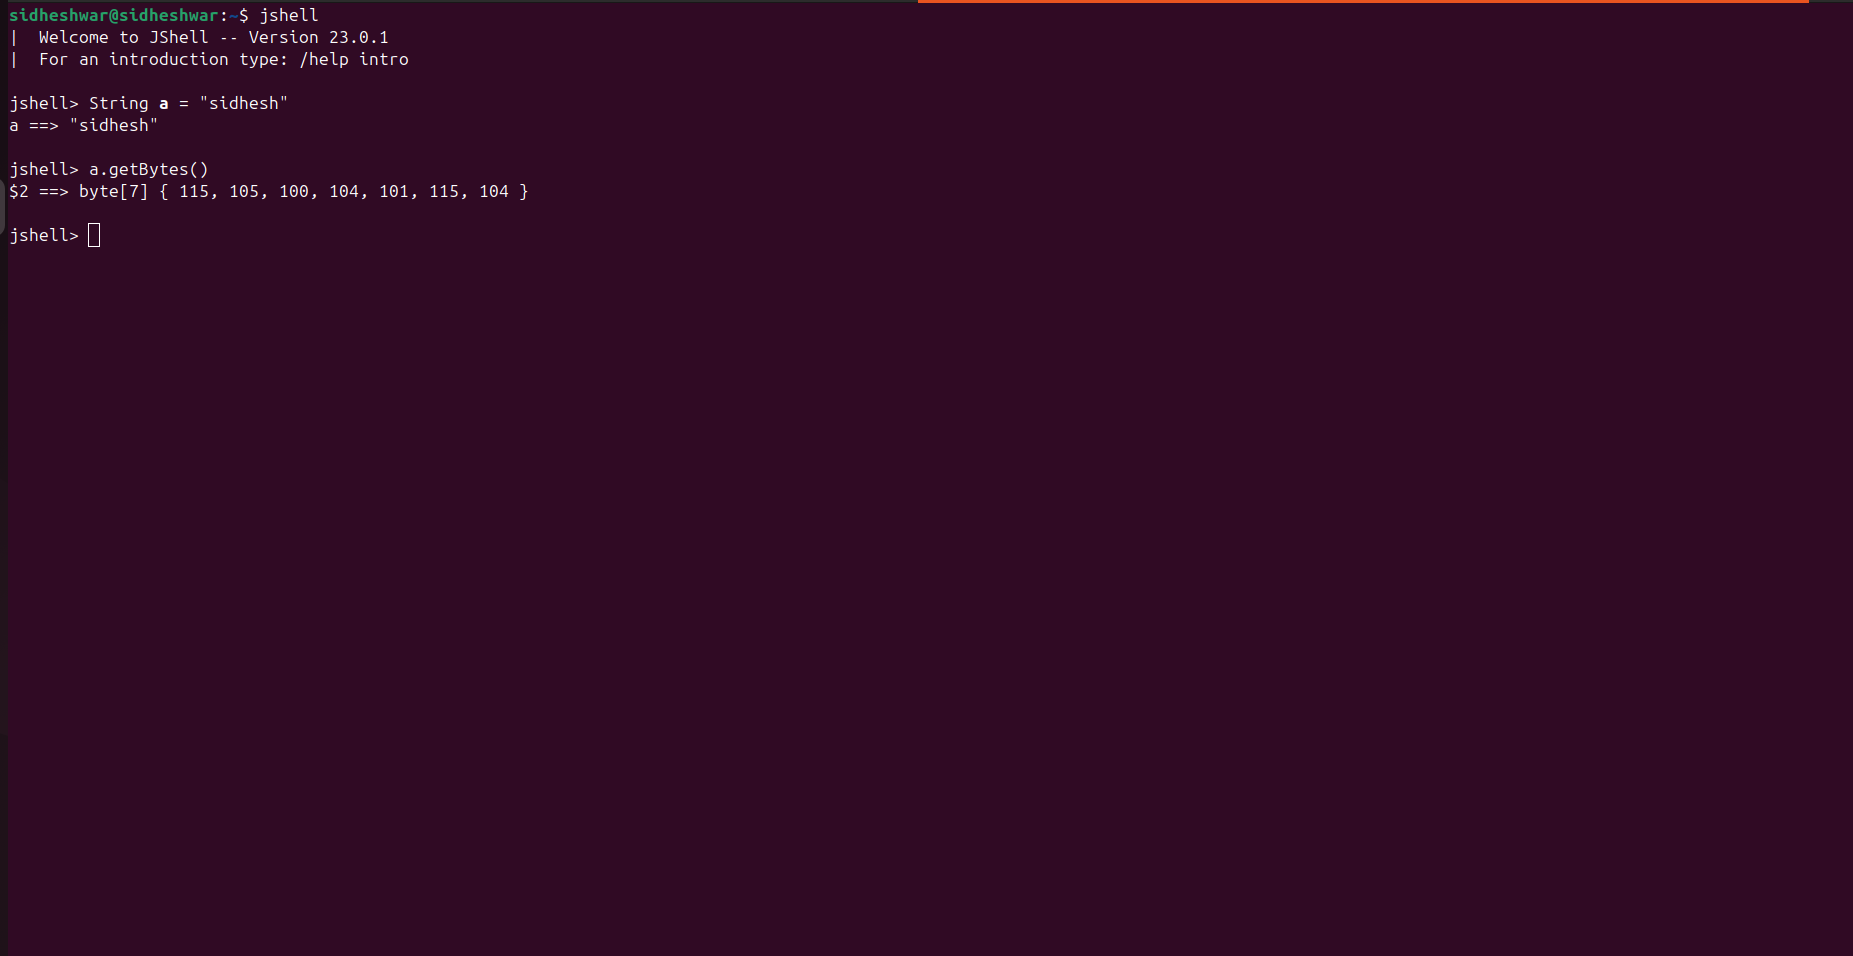 sidheshwar@sidheshwar:~$ jshell
|  Welcome to JShell -- Version 23.0.1
|  For an introduction type: /help intro
jshell> String a = "sidhesh"
a ==> "sidhesh"
jshell> a.getBytes()
$2 ==> byte[7] { 115, 105, 100, 104, 101, 115, 104 }
jshell>